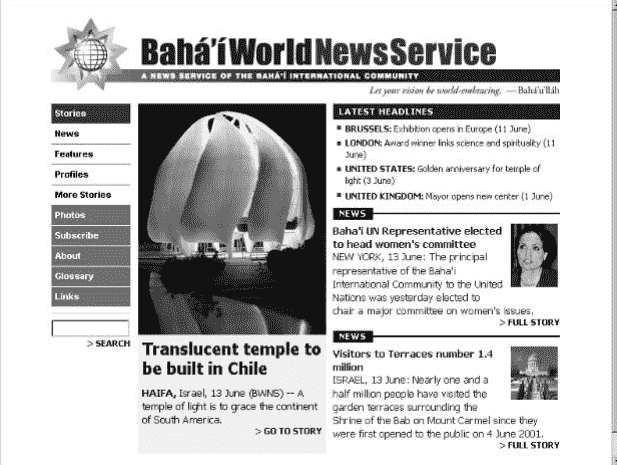 Bahá'íWorldNewsService
A NEWS SERVICE OF THE BAHÁ'Í INTERNATIONAL COMMUNITY
Let your vision be world-embracing. — Bahá'u'lláh
Stories
News
Features
Profiles
More Stories
Photos
Subscribe
About
Glossary
Links
> SEARCH
Translucent temple to
be built in Chile
HAIFA, Israel, 13 June (BWNS) -- A
temple of light is to grace the continent
of South America.
> GO TO STORY
LATEST HEADLINES
BRUSSELS: Exhibition opens in Europe (11 June)
LONDON: Award winner links science and spirituality (11
June)
UNITED STATES: Golden anniversary for temple of
light (3 June)
UNITED KINGDOM: Mayor opens new center (1 June)
NEWS
Baha'i UN Representative elected
to head women's committee
NEW YORK, 13 June: The principal
representative of the Baha'i
International Community to the United
Nations was yesterday elected to
chair a major committee on women's issues.
> FULL STORY
NEWS
Visitors to Terraces number 1.4
million
ISRAEL, 13 June: Nearly one and a
half million people have visited the
garden terraces surrounding the
Shrine of the Bab on Mount Carmel since they
were first opened to the public on 4 June 2001.
> FULL STORY